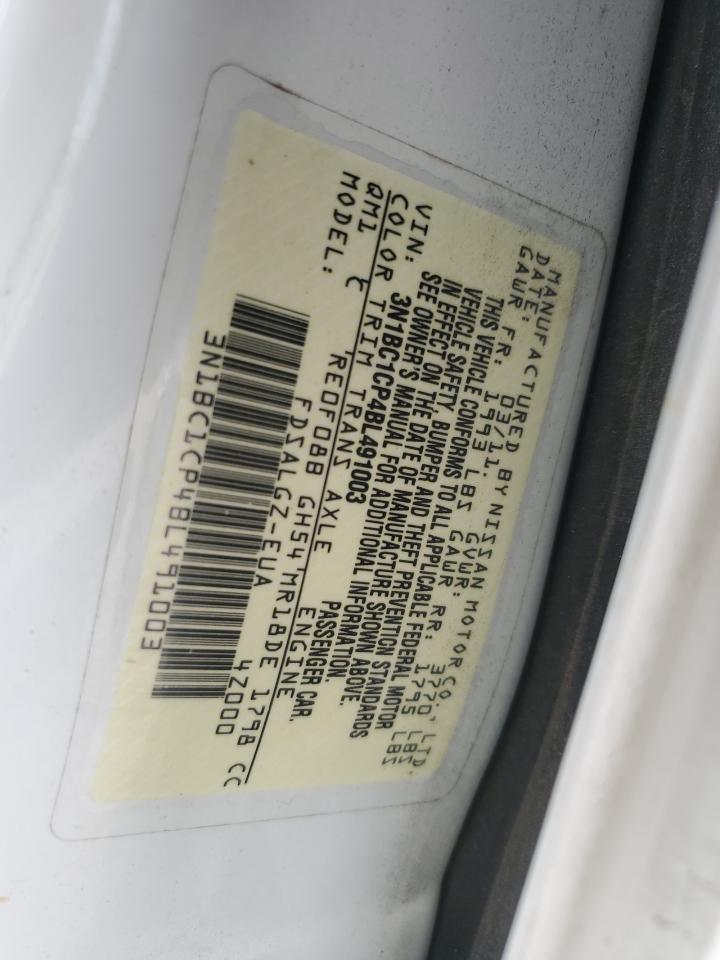 MANUFACTURED BY NISSAN MOTOR CO., LTD.
DATE: 03/11. GVWR: 3770 LBS.
GAWR FR: 1993 LBS GAWR RR: 1795 LBS
THIS VEHICLE CONFORMS TO ALL APPLICABLE FEDERAL MOTOR
VEHICLE SAFETY, BUMPER AND THEFT PREVENTION STANDARDS
IN EFFECT ON THE DATE OF MANUFACTURE SHOWN ABOVE.
SEE OWNER'S MANUAL FOR ADDITIONAL INFORMATION.
VIN: 3N1BC1CP4BL491003 PASSENGER CAR.
COLOR TRIM TRANS AXLE ENGINE
QM1 C RE0F08B GH54 MR18DE 1798 CC
MODEL: FDSALGZ-EUA 4Z000
3N1BC1CP4BL491003